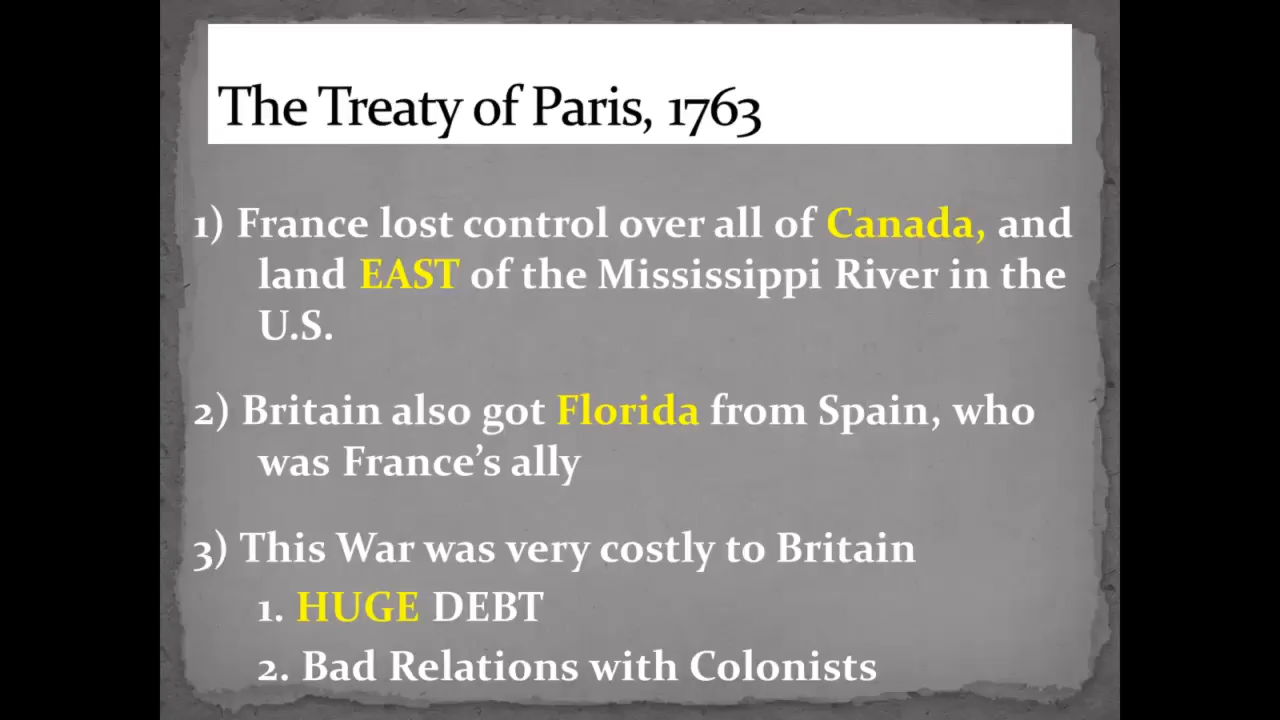 The Treaty of Paris, 1763
1) France lost control over all of Canada, and
land EAST of the Mississippi River in the
U.S.
2) Britain also got Florida from Spain, who
was France’s ally
3) This War was very costly to Britain
1. HUGE DEBT
2. Bad Relations with Colonists